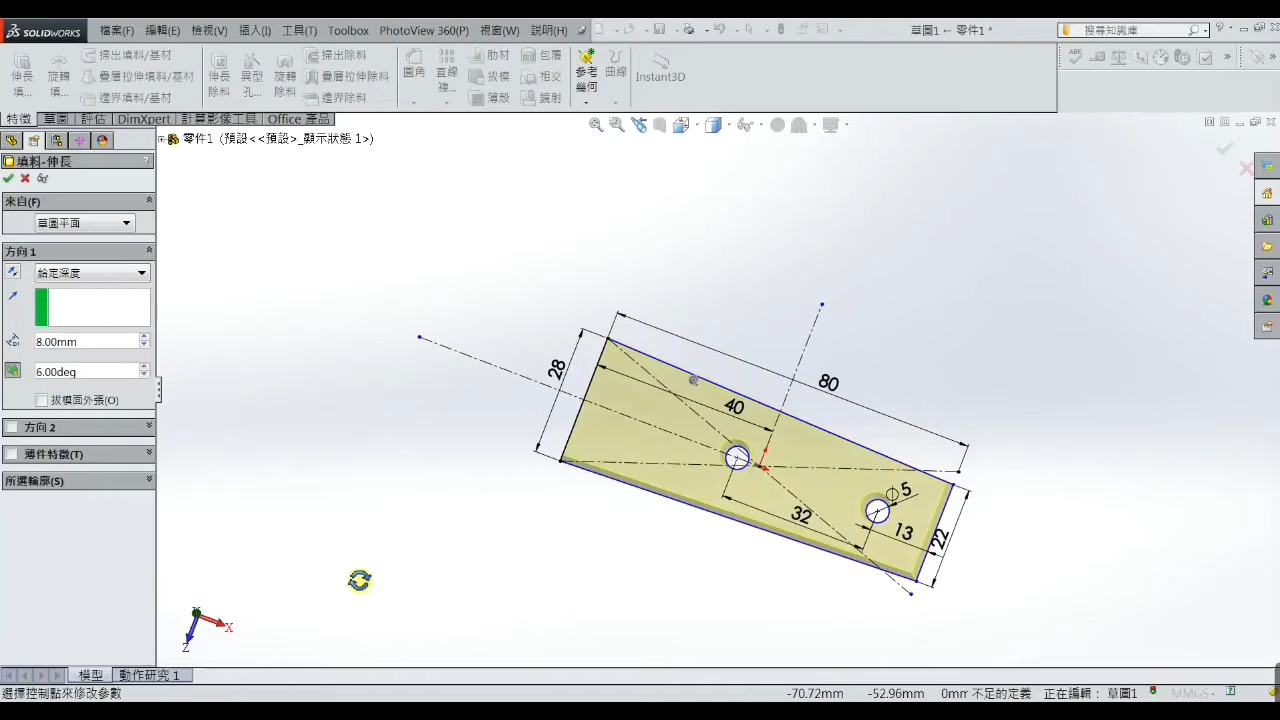 SOLIDWORKS 檔案(F) 編輯(E) 檢視(V) 插入(I) 工具(T) Toolbox PhotoView 360(P) 視窗(W) 說明(H) 草圖1 ← 零件1 * 搜尋知識庫
伸長填... 旋轉填... 掃出填料/基材 疊層拉伸填料/基材 邊界填料/基材 伸長除料 異型孔... 旋轉除料 掃出除料 疊層拉伸除料 邊界除料 圓角 直線複... 肋材 拔模 薄殼 包覆 相交 鏡射 參考幾何 曲線 Instant3D
特徵 草圖 評估 DimXpert 計算影像工具 Office 產品
零件1 (預設<<預設>_顯示狀態 1>)
填料-伸長 ?
來自(F)
草圖平面
方向 1
給定深度
8.00mm
6.00deg
拔模面外張(O)
方向 2
薄件特徵(T)
所選輪廓(S)
28
80
40
5
32
13
22
X
Z
模型 動作研究 1
選擇控制點來修改參數 -70.72mm -52.96mm 0mm 不足的定義 正在編輯： 草圖1 MMGS